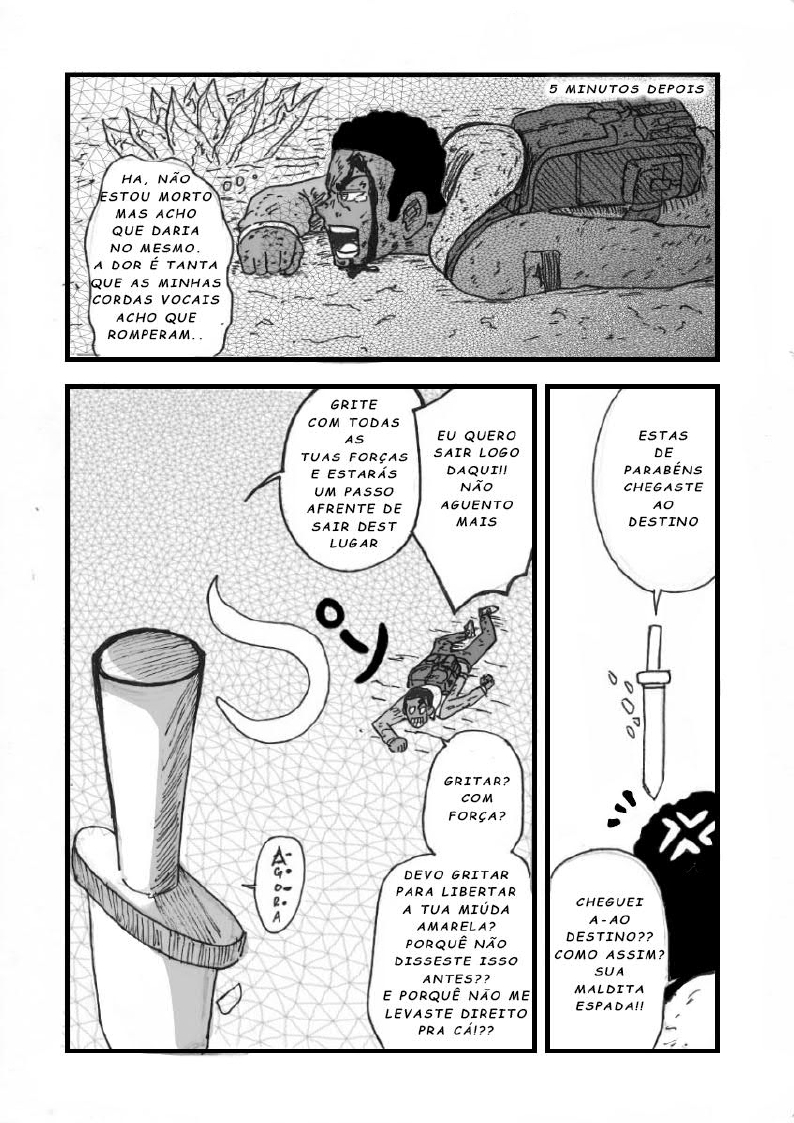 5 MINUTOS DEPOIS
HA, NÃO
ESTOU MORTO
MAS ACHO
QUE DARIA
NO MESMO.
A DOR É TANTA
QUE AS MINHAS
CORDAS VOCAIS
ACHO QUE
ROMPERAM..
ESTAS
DE
PARABÉNS
CHEGASTE
AO
DESTINO
CHEGUEI
A-AO
DESTINO??
COMO ASSIM?
SUA
MALDITA
ESPADA!!
EU QUERO
SAIR LOGO
DAQUI!!
NÃO
AGUENTO
MAIS
GRITE
COM TODAS
AS
TUAS FORÇAS
E ESTARÁS
UM PASSO
AFRENTE DE
SAIR DEST
LUGAR
GRITAR?
COM
FORÇA?
DEVO GRITAR
PARA LIBERTAR
A TUA MIÚDA
AMARELA?
PORQUÊ NÃO
DISSESTE ISSO
ANTES??
E PORQUÊ NÃO ME
LEVASTE DIREITO
PRA CÁ!??
A-
G.
O-
R.
A